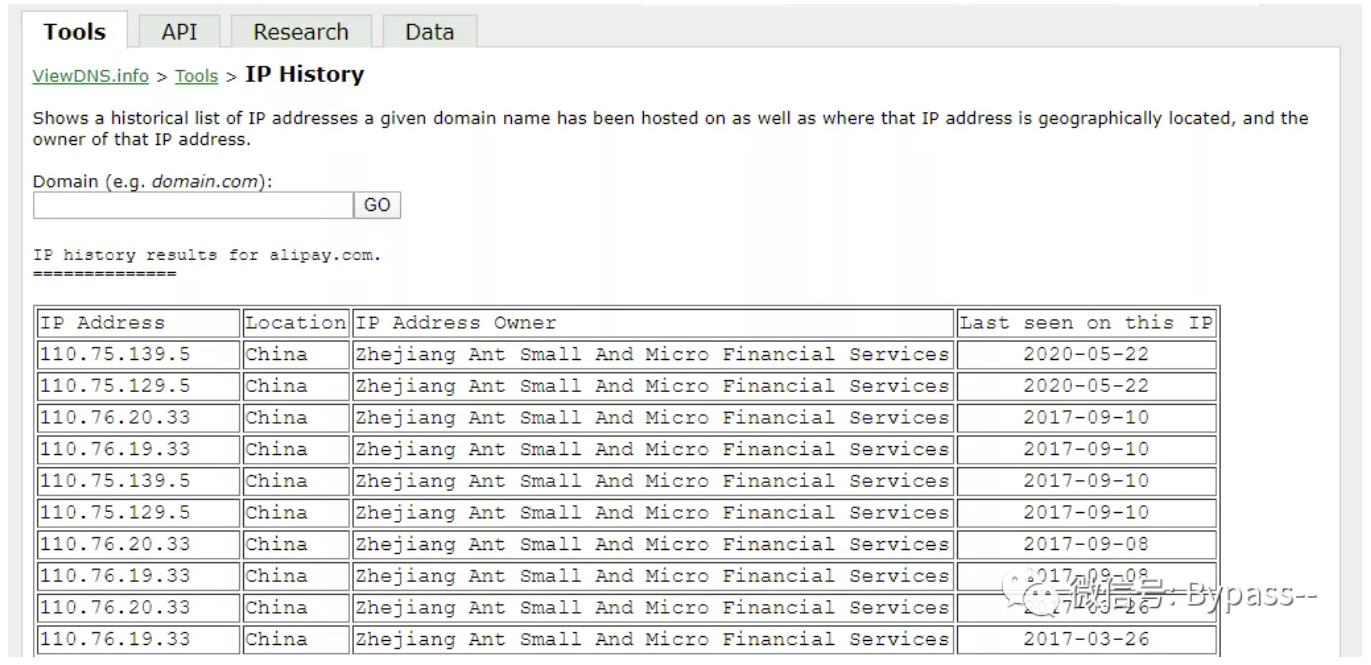 Tools API Research Data
ViewDNS.info > Tools > IP History
Shows a historical list of IP addresses a given domain name has been hosted on as well as where that IP address is geographically located, and the
owner of that IP address.
Domain (e.g. domain.com):
GO
IP history results for alipay.com.
==============
IP Address Location IP Address Owner Last seen on this IP
110.75.139.5 China Zhejiang Ant Small And Micro Financial Services 2020-05-22
110.75.129.5 China Zhejiang Ant Small And Micro Financial Services 2020-05-22
110.76.20.33 China Zhejiang Ant Small And Micro Financial Services 2017-09-10
110.76.19.33 China Zhejiang Ant Small And Micro Financial Services 2017-09-10
110.75.139.5 China Zhejiang Ant Small And Micro Financial Services 2017-09-10
110.75.129.5 China Zhejiang Ant Small And Micro Financial Services 2017-09-10
110.76.20.33 China Zhejiang Ant Small And Micro Financial Services 2017-09-08
110.76.19.33 China Zhejiang Ant Small And Micro Financial Services 2017-09-08
微信号: Bypass--
110.76.20.33 China Zhejiang Ant Small And Micro Financial Services 2017-03-26
110.76.19.33 China Zhejiang Ant Small And Micro Financial Services 2017-03-26